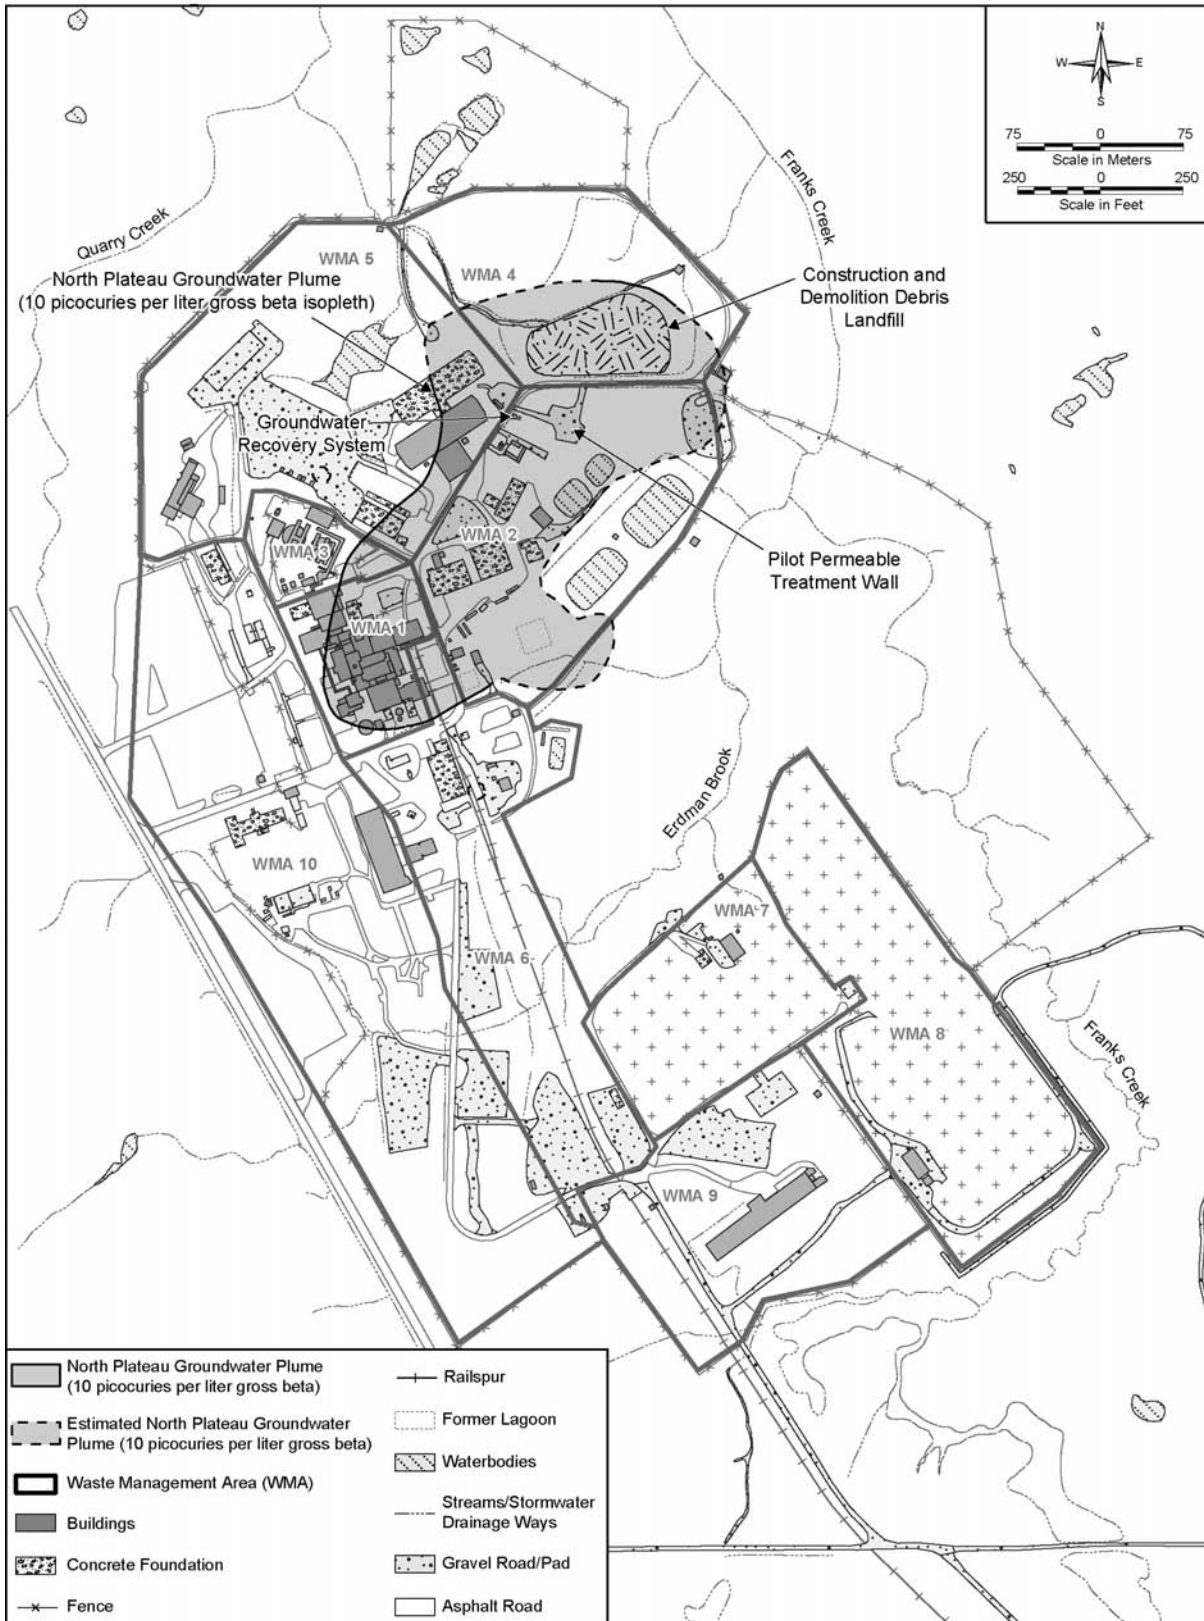 N
W
E
S
75
0
75
Scale in Meters
250
0
250
Scale in Feet
Franks Creek
Quarry Creek
WMA 5
WMA 4
North Plateau Groundwater Plume
(10 picocuries per liter gross beta isopleth)
Construction and
Demolition Debris
Landfill
Groundwater
Recovery System
WMA 2
WMA 3
Pilot Permeable
Treatment Wall
WMA 1
Erdman Brook
WMA 10
WMA 7
WMA 6
WMA 8
Franks Creek
WMA 9
North Plateau Groundwater Plume
(10 picocuries per liter gross beta)
Estimated North Plateau Groundwater
Plume (10 picocuries per liter gross beta)
Waste Management Area (WMA)
Buildings
Concrete Foundation
Fence
Railspur
Former Lagoon
Waterbodies
Streams/Stormwater
Drainage Ways
Gravel Road/Pad
Asphalt Road